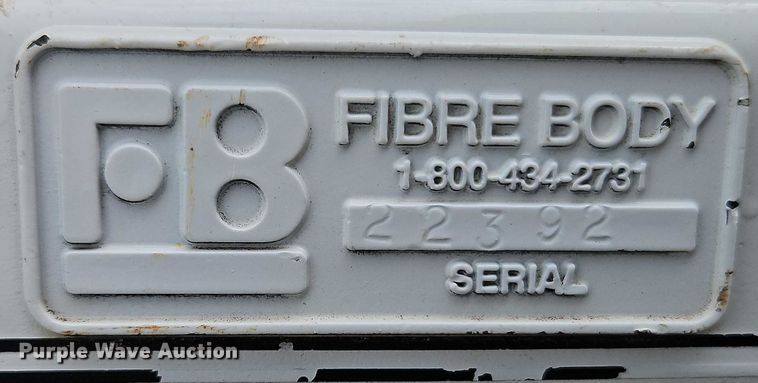 FB
FIBRE BODY
1-800-434-2731
22392
SERIAL
Purple Wave Auction